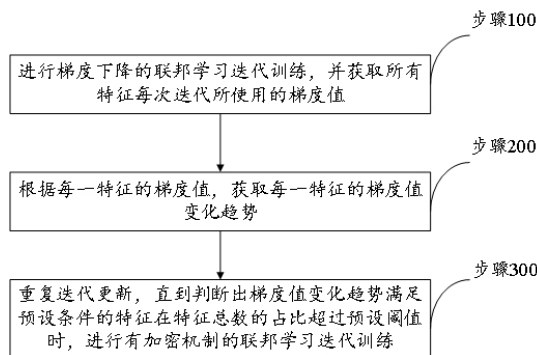 步骤100
进行梯度下降的联邦学习迭代训练，并获取所有
特征每次迭代所使用的梯度值
步骤200
根据每一特征的梯度值，获取每一特征的梯度值
变化趋势
步骤300
重复迭代更新，直到判断出梯度值变化趋势满足
预设条件的特征在特征总数的占比超过预设阈值
时，进行有加密机制的联邦学习迭代训练